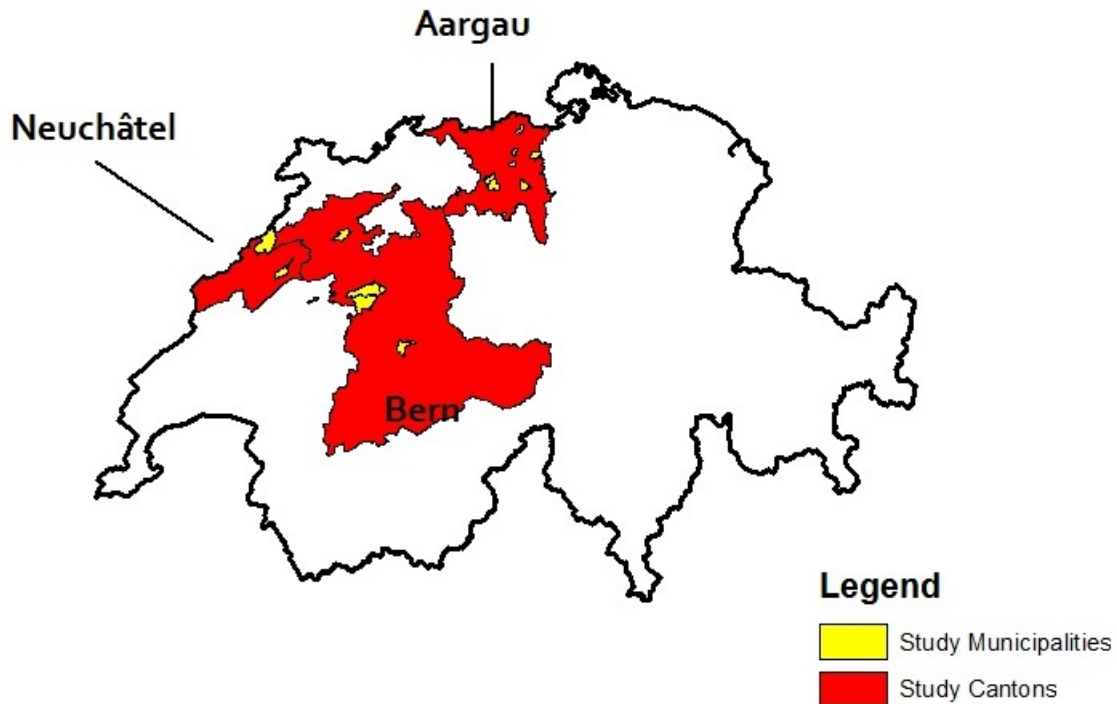 Aargau
Neuchâtel
Bern
Legend
Study Municipalities
Study Cantons